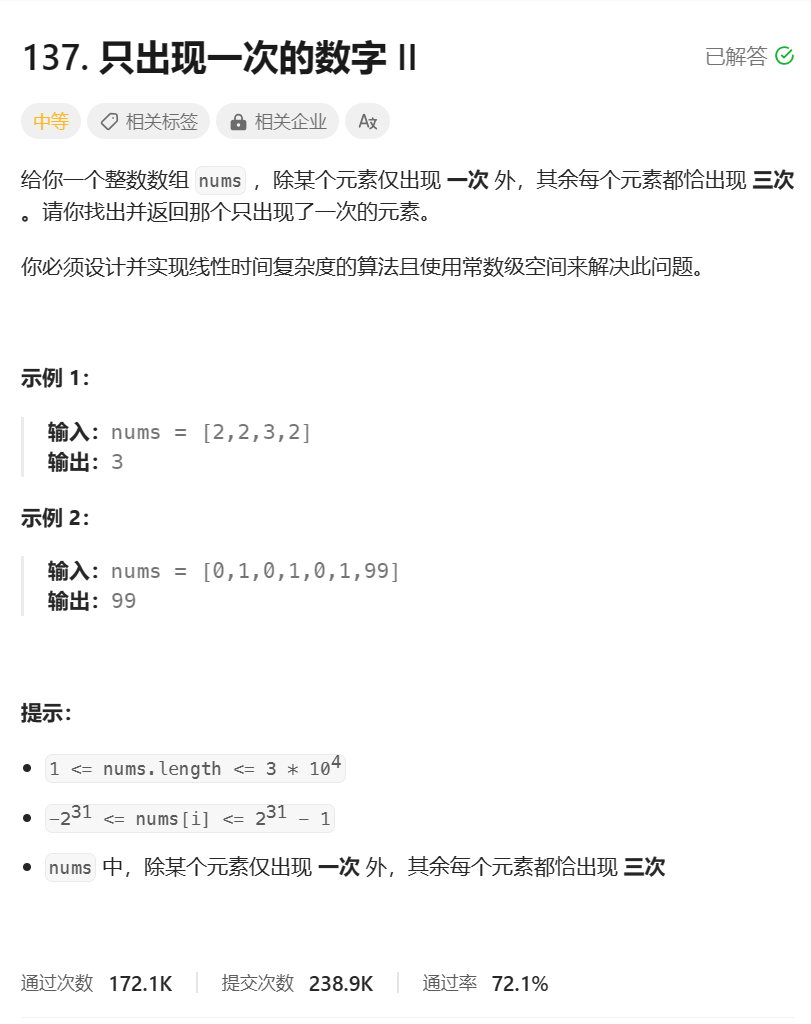 137. 只出现一次的数字 II
已解答
中等
相关标签
相关企业
给你一个整数数组 nums ，除某个元素仅出现 一次 外，其余每个元素都恰出现 三次
。请你找出并返回那个只出现了一次的元素。
你必须设计并实现线性时间复杂度的算法且使用常数级空间来解决此问题。
示例 1：
输入：nums = [2,2,3,2]
输出：3
示例 2：
输入：nums = [0,1,0,1,0,1,99]
输出：99
提示：
1 <= nums.length <= 3 * 10⁴
-2³¹ <= nums[i] <= 2³¹ - 1
nums 中，除某个元素仅出现 一次 外，其余每个元素都恰出现 三次
通过次数 172.1K 提交次数 238.9K 通过率 72.1%